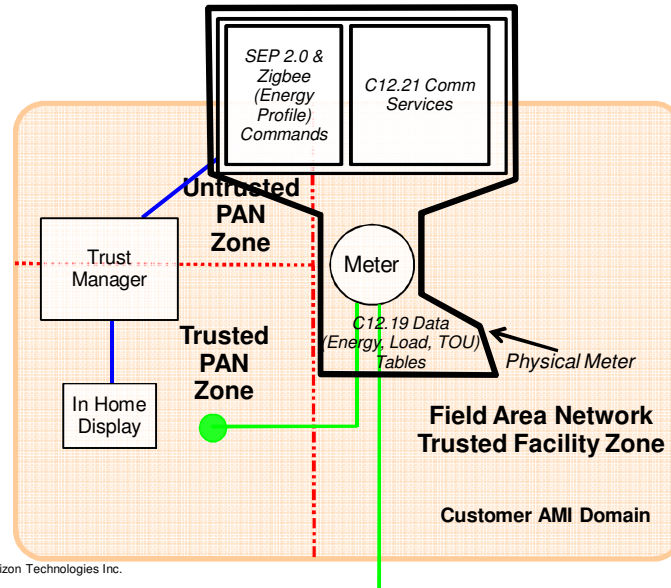 SEP 2.0 &
Zigbee
(Energy
Profile)
Commands
C12.21 Comm
Services
Untrusted
PAN
Zone
Trust
Manager
Meter
C12.19 Data
(Energy, Load, TOU)
Tables
Physical Meter
Trusted
PAN
Zone
In Home
Display
Field Area Network
Trusted Facility Zone
Customer AMI Domain
Technologies Inc.